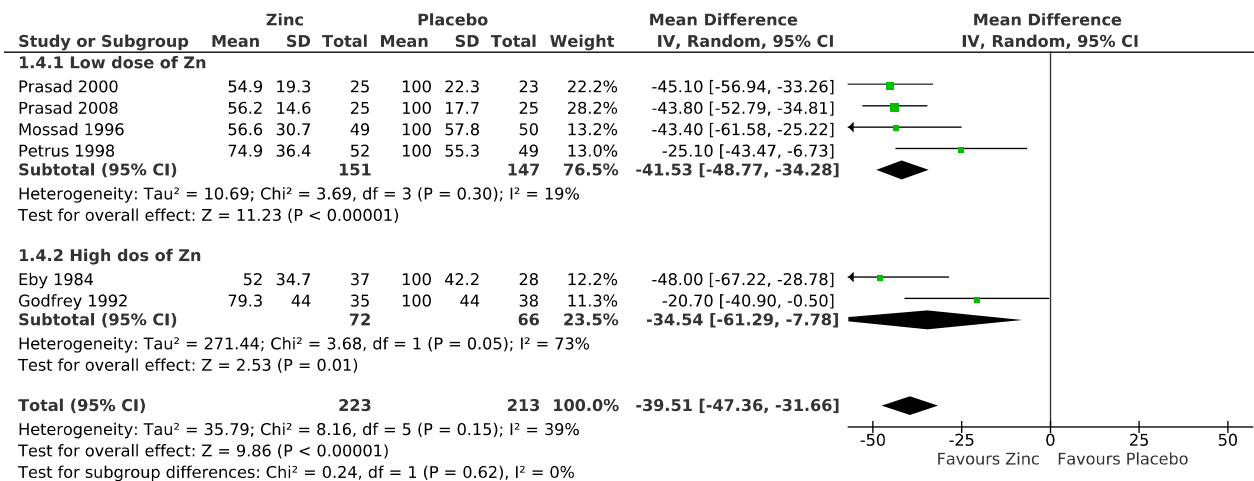 Zinc Placebo Mean Difference Mean Difference
Study or Subgroup Mean SD Total Mean SD Total Weight IV, Random, 95% CI IV, Random, 95% CI
1.4.1 Low dose of Zn
Prasad 2000 54.9 19.3 25 100 22.3 23 22.2% -45.10 [-56.94, -33.26]
Prasad 2008 56.2 14.6 25 100 17.7 25 28.2% -43.80 [-52.79, -34.81]
Mossad 1996 56.6 30.7 49 100 57.8 50 13.2% -43.40 [-61.58, -25.22]
Petrus 1998 74.9 36.4 52 100 55.3 49 13.0% -25.10 [-43.47, -6.73]
Subtotal (95% CI) 151 147 76.5% -41.53 [-48.77, -34.28]
Heterogeneity: Tau² = 10.69; Chi² = 3.69, df = 3 (P = 0.30); I² = 19%
Test for overall effect: Z = 11.23 (P < 0.00001)
1.4.2 High dos of Zn
Eby 1984 52 34.7 37 100 42.2 28 12.2% -48.00 [-67.22, -28.78]
Godfrey 1992 79.3 44 35 100 44 38 11.3% -20.70 [-40.90, -0.50]
Subtotal (95% CI) 72 66 23.5% -34.54 [-61.29, -7.78]
Heterogeneity: Tau² = 271.44; Chi² = 3.68, df = 1 (P = 0.05); I² = 73%
Test for overall effect: Z = 2.53 (P = 0.01)
Total (95% CI) 223 213 100.0% -39.51 [-47.36, -31.66]
Heterogeneity: Tau² = 35.79; Chi² = 8.16, df = 5 (P = 0.15); I² = 39%
Test for overall effect: Z = 9.86 (P < 0.00001)
Test for subgroup differences: Chi² = 0.24, df = 1 (P = 0.62), I² = 0%
-50 -25 0 25 50
Favours Zinc Favours Placebo